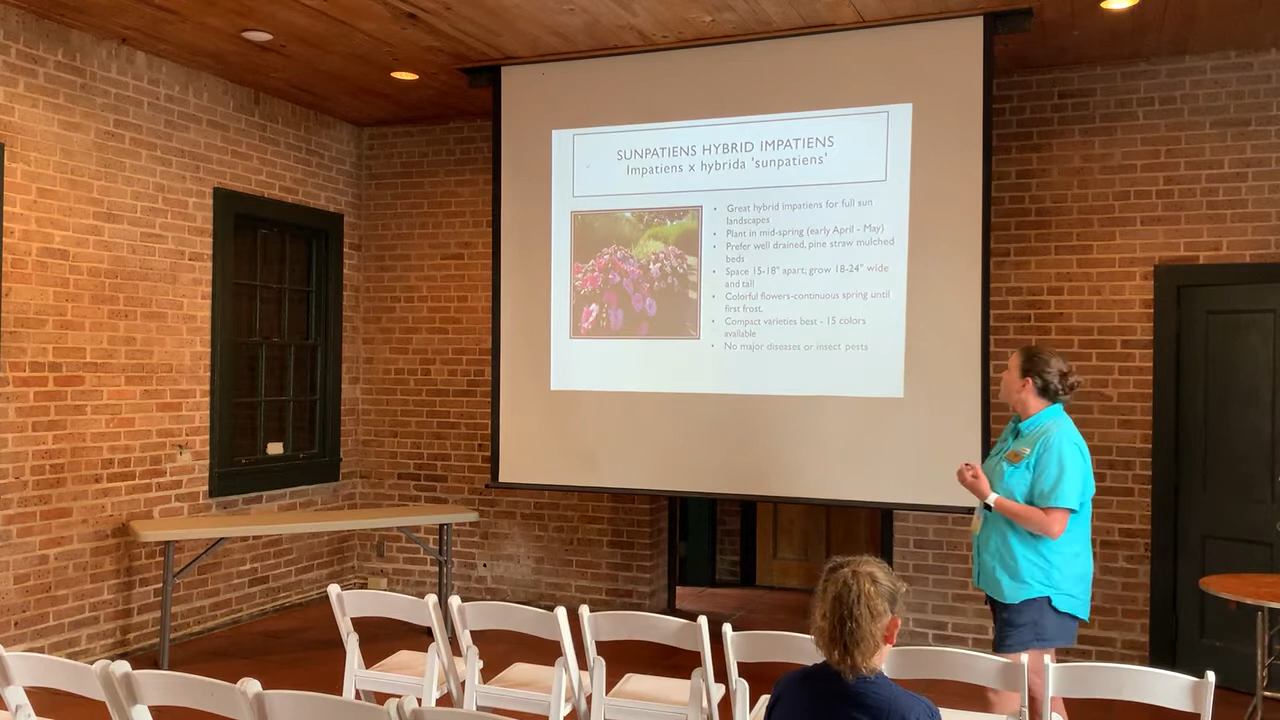 SUNPATIENS HYBRID IMPATIENS
Impatiens x hybrida 'sunpatiens'
• Great hybrid impatiens for full sun
landscapes
• Plant in mid-spring (early April - May)
• Prefer well drained, pine straw mulched
beds
• Space 15-18" apart; grow 18-24" wide
and tall
• Colorful flowers-continuous spring until
first frost.
• Compact varieties best - 15 colors
available
• No major diseases or insect pests